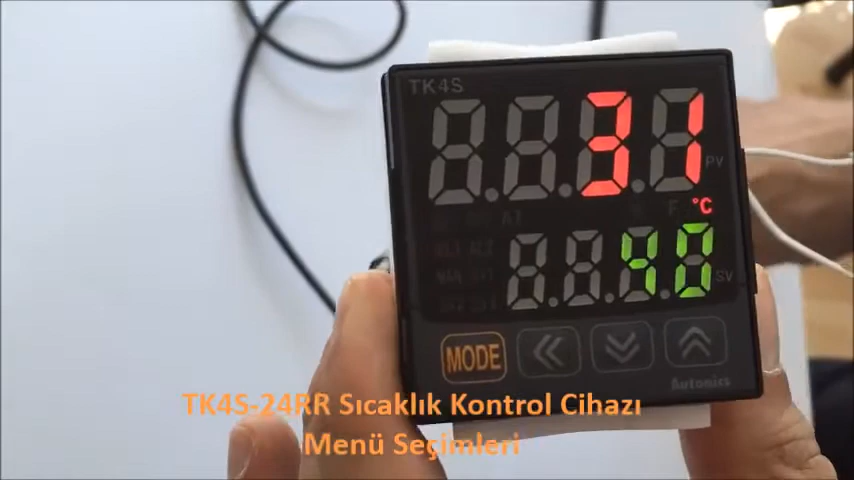 TK4S
31
PV
°C
40
SV
MODE
Autonics
TK4S-24RR Sıcaklık Kontrol Cihazı
Menü Seçimleri